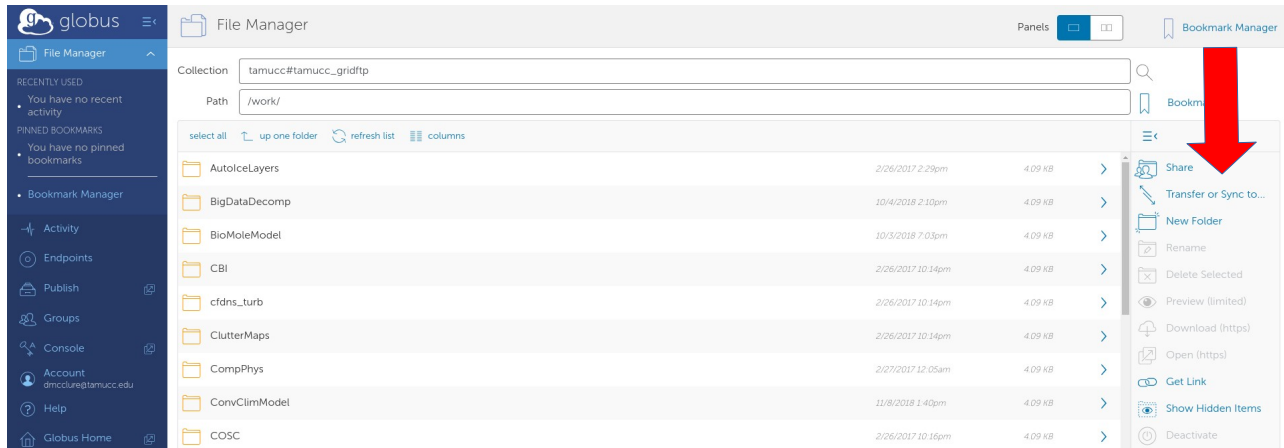 globus
File Manager
RECENTLY USED
You have no recent
activity
PINNED BOOKMARKS
You have no pinned
bookmarks
Bookmark Manager
Activity
Endpoints
Publish
Groups
Console
Account
dmcclure@tamucc.edu
Help
Globus Home
File Manager
Panels
Bookmark Manager
Collection tamucc#tamucc_gridftp
Path /work/
select all up one folder refresh list columns
AutoIceLayers 2/26/2017 2:29pm 4.09 KB
BigDataDecomp 10/4/2018 2:10pm 4.09 KB
BioMoleModel 10/3/2018 7:03pm 4.09 KB
CBI 2/26/2017 10:14pm 4.09 KB
cfdns_turb 2/26/2017 10:14pm 4.09 KB
ClutterMaps 2/26/2017 10:14pm 4.09 KB
CompPhys 2/27/2017 12:05am 4.09 KB
ConvClimModel 11/8/2018 1:40pm 4.09 KB
COSC 2/26/2017 10:16pm 4.09 KB
Share
Transfer or Sync to...
New Folder
Rename
Delete Selected
Preview (limited)
Download (https)
Open (https)
Get Link
Show Hidden Items
Deactivate